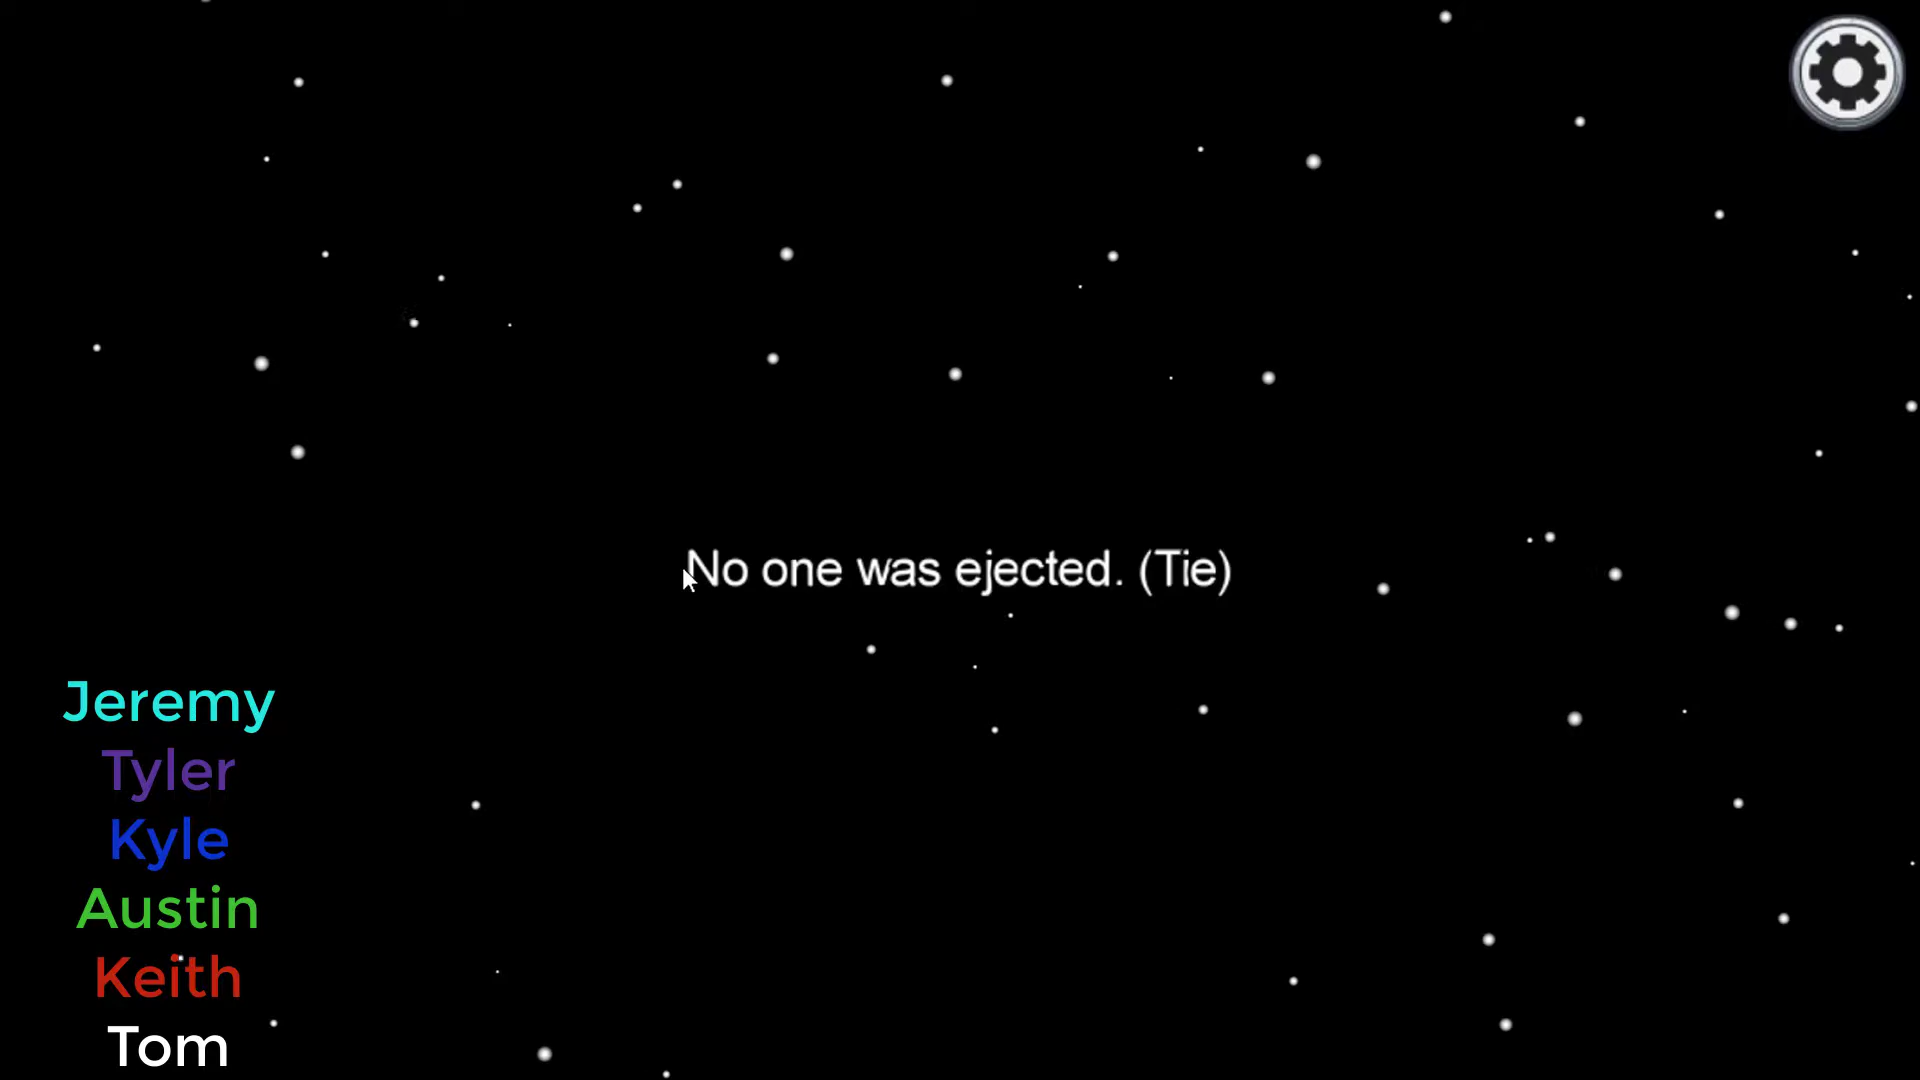 No one was ejected. (Tie)
Jeremy
Tyler
Kyle
Austin
Keith
Tom